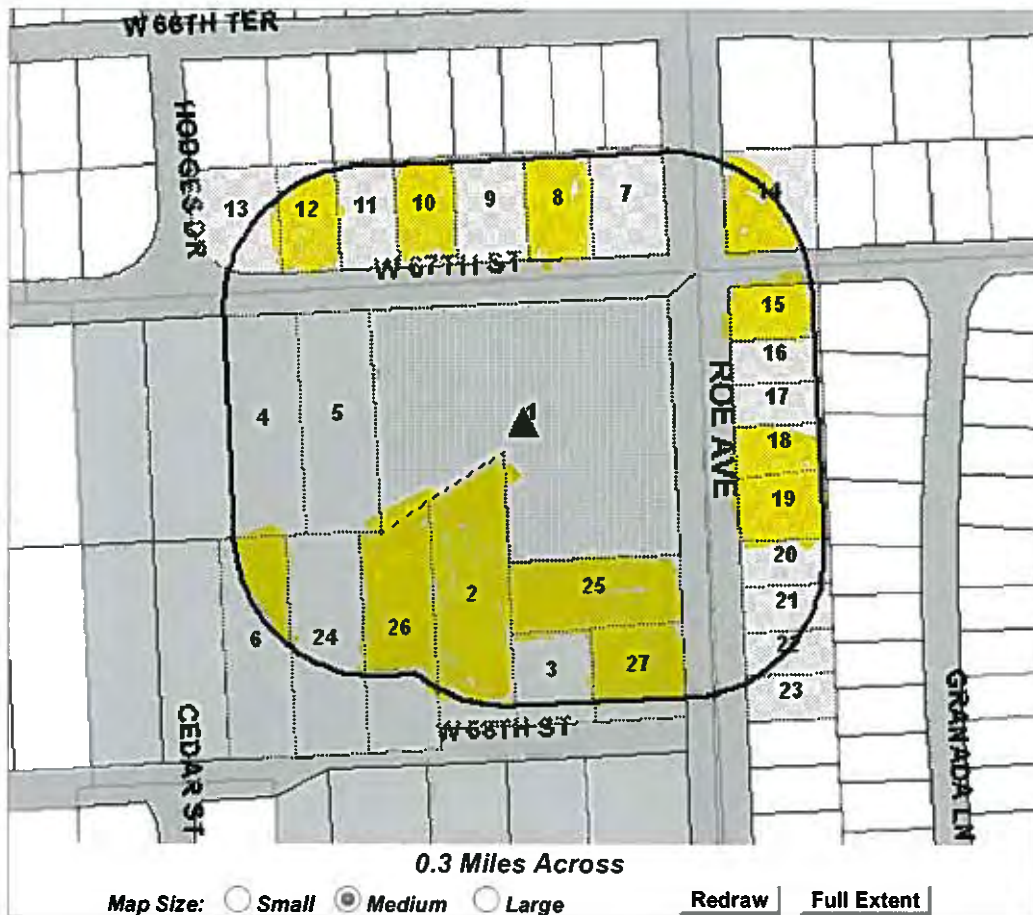 W 66TH TER
HODGES DR
13 12 11 10 9 8 7 14
W 67TH ST
15
16
17
18
19
20
21
22
23
ROE AVE
4 5 1
6 24 26 2 25
3 27
W 68TH ST
CEDAR ST
GRANADA LN
0.3 Miles Across
Map Size: Small Medium Large Redraw Full Extent